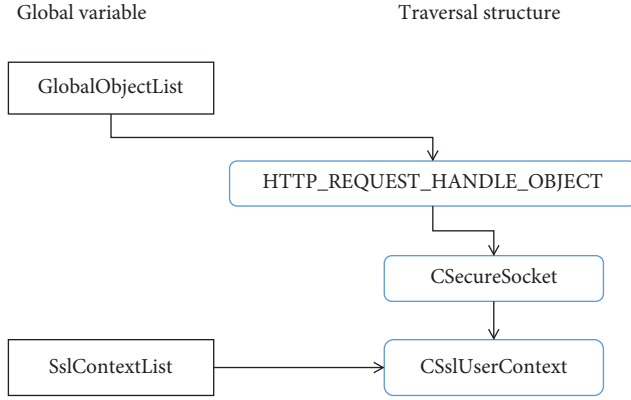 Global variable
Traversal structure
GlobalObjectList
HTTP_REQUEST_HANDLE_OBJECT
CSecureSocket
SslContextList
CSslUserContext